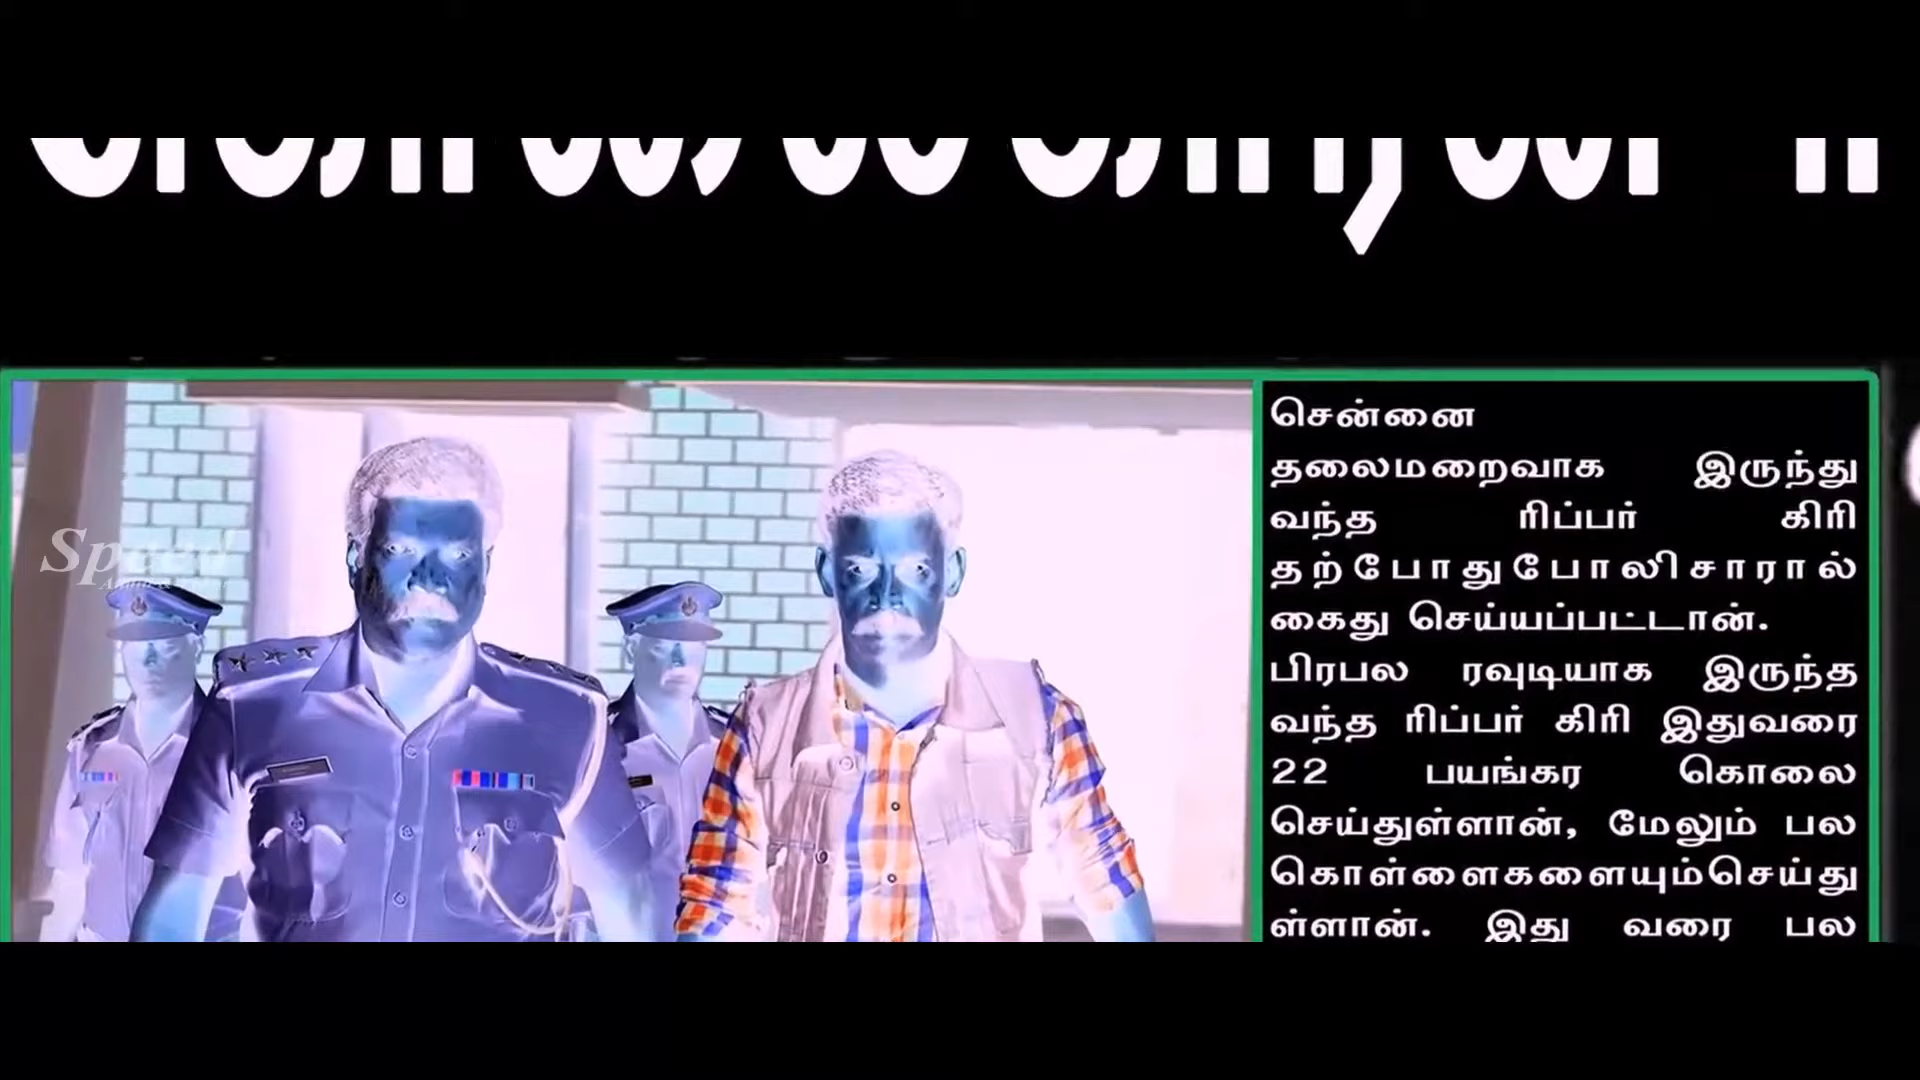 Speed
சென்னை
தலைமறைவாக இருந்து
வந்த ரிப்பர் கிரி
தற்போதுபோலிசாரால்
கைது செய்யப்பட்டான்.
பிரபல ரவுடியாக இருந்த
வந்த ரிப்பர் கிரி இதுவரை
22 பயங்கர கொலை
செய்துள்ளான், மேலும் பல
கொள்ளைகளையும்செய்து
ள்ளான். இது வரை பல